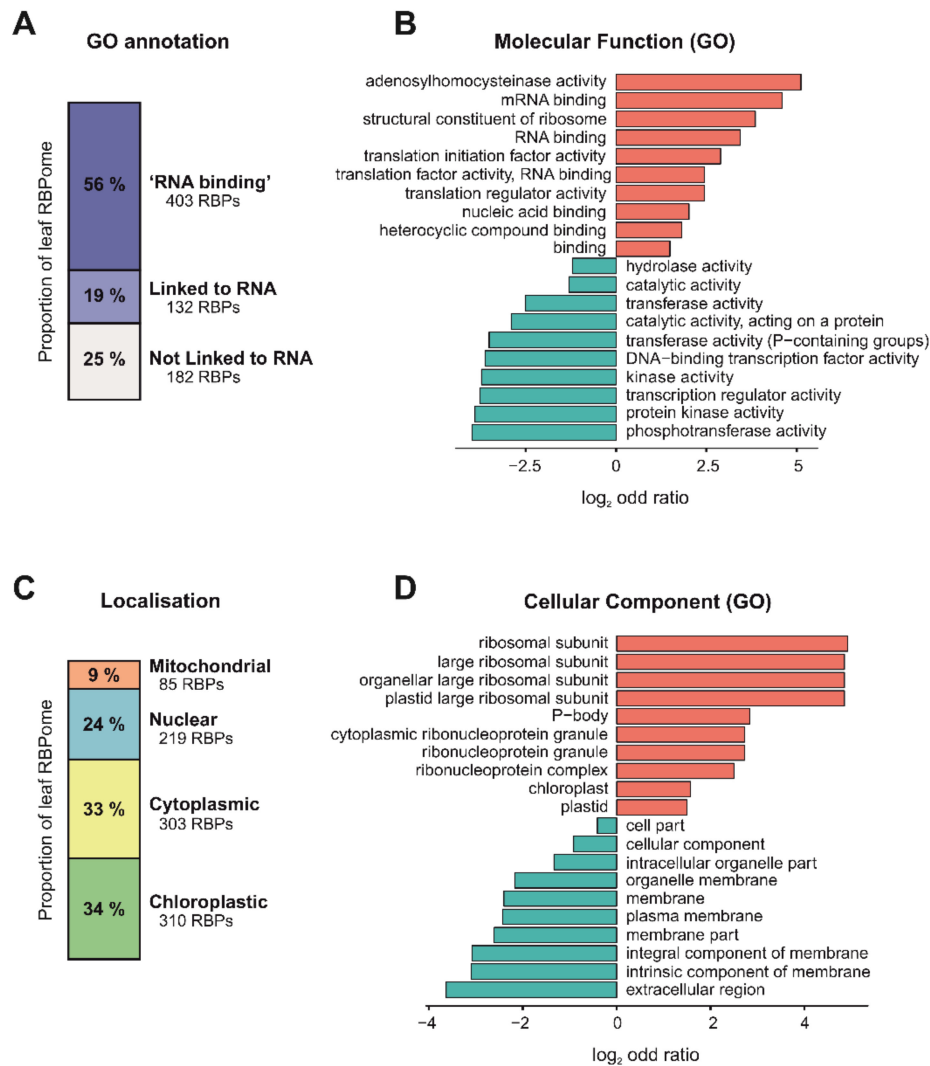 A
GO annotation
Proportion of leaf RBPome
56 %
'RNA binding'
403 RBPs
19 %
Linked to RNA
132 RBPs
25 %
Not Linked to RNA
182 RBPs
B
Molecular Function (GO)
adenosylhomocysteinase activity
mRNA binding
structural constituent of ribosome
RNA binding
translation initiation factor activity
translation factor activity, RNA binding
translation regulator activity
nucleic acid binding
heterocyclic compound binding
binding
hydrolase activity
catalytic activity
transferase activity
catalytic activity, acting on a protein
transferase activity (P−containing groups)
DNA−binding transcription factor activity
kinase activity
transcription regulator activity
protein kinase activity
phosphotransferase activity
−2.5 0 2.5 5
log₂ odd ratio
C
Localisation
Proportion of leaf RBPome
9 %
Mitochondrial
85 RBPs
24 %
Nuclear
219 RBPs
33 %
Cytoplasmic
303 RBPs
34 %
Chloroplastic
310 RBPs
D
Cellular Component (GO)
ribosomal subunit
large ribosomal subunit
organellar large ribosomal subunit
plastid large ribosomal subunit
P−body
cytoplasmic ribonucleoprotein granule
ribonucleoprotein granule
ribonucleoprotein complex
chloroplast
plastid
cell part
cellular component
intracellular organelle part
organelle membrane
membrane
plasma membrane
membrane part
integral component of membrane
intrinsic component of membrane
extracellular region
−4 −2 0 2 4
log₂ odd ratio